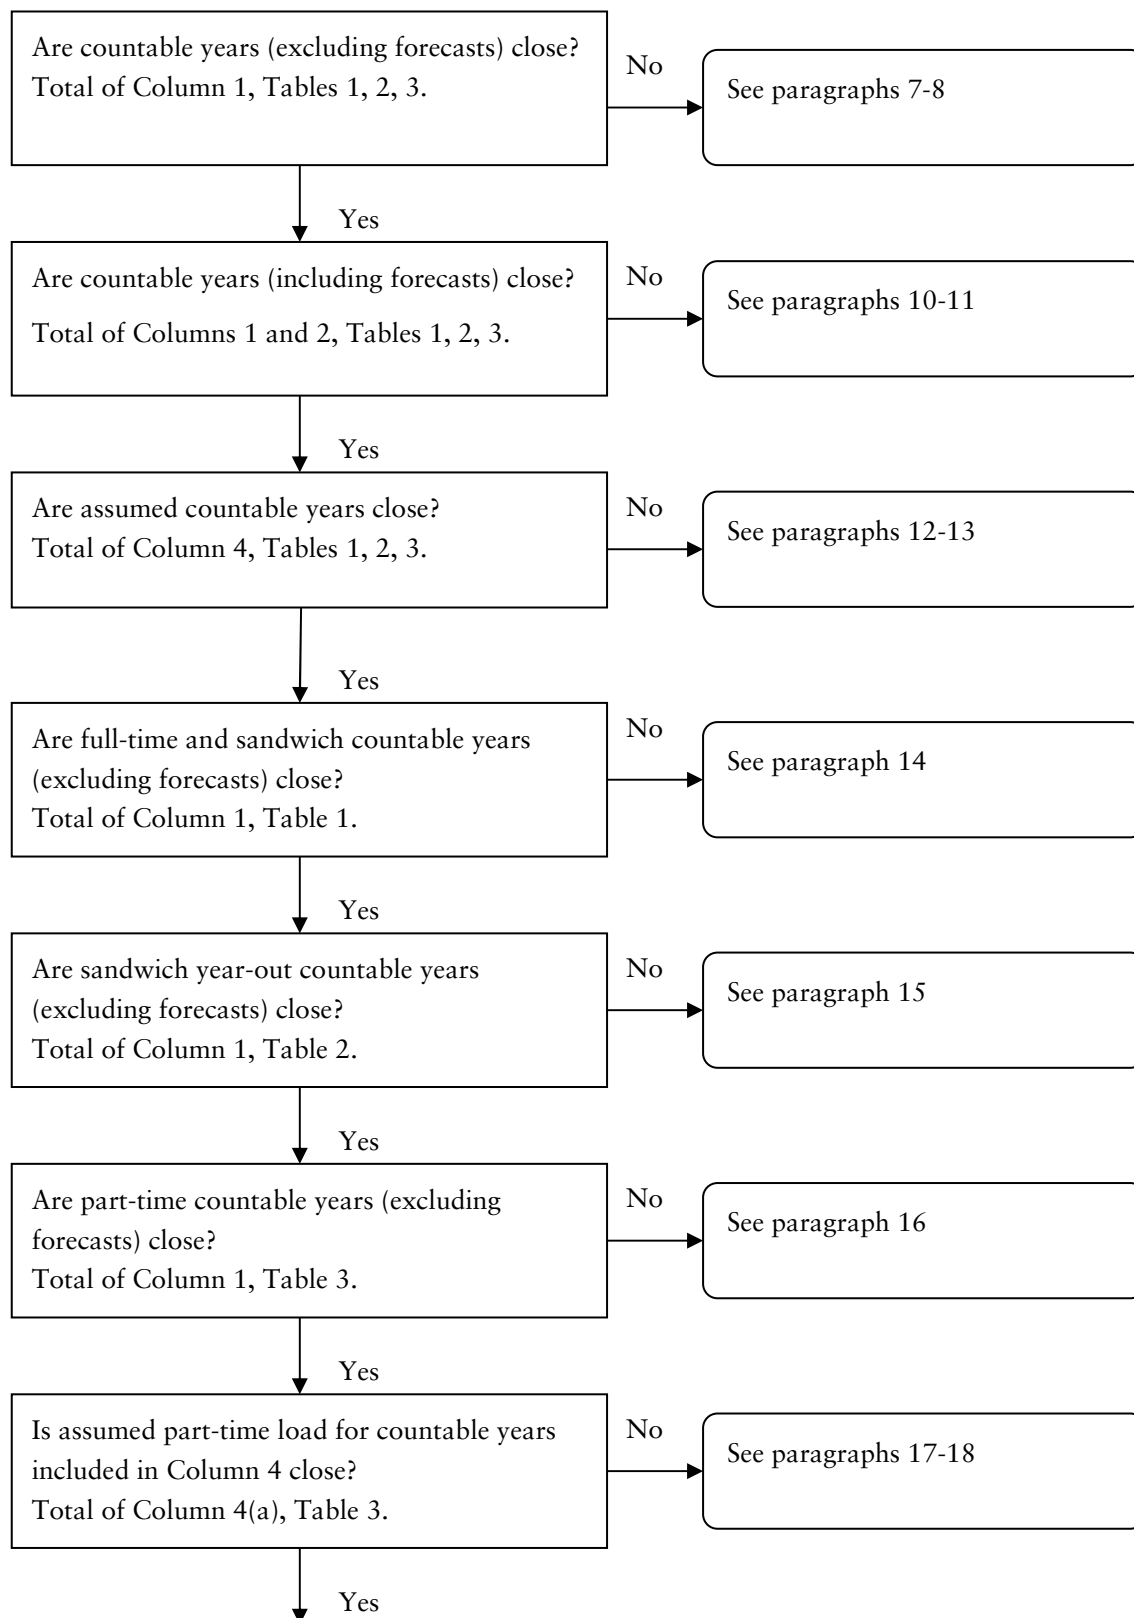 Are countable years (excluding forecasts) close?
Total of Column 1, Tables 1, 2, 3.
No
See paragraphs 7-8
Yes
Are countable years (including forecasts) close?
Total of Columns 1 and 2, Tables 1, 2, 3.
No
See paragraphs 10-11
Yes
Are assumed countable years close?
Total of Column 4, Tables 1, 2, 3.
No
See paragraphs 12-13
Yes
Are full-time and sandwich countable years
(excluding forecasts) close?
Total of Column 1, Table 1.
No
See paragraph 14
Yes
Are sandwich year-out countable years
(excluding forecasts) close?
Total of Column 1, Table 2.
No
See paragraph 15
Yes
Are part-time countable years (excluding
forecasts) close?
Total of Column 1, Table 3.
No
See paragraph 16
Yes
Is assumed part-time load for countable years
included in Column 4 close?
Total of Column 4(a), Table 3.
No
See paragraphs 17-18
Yes